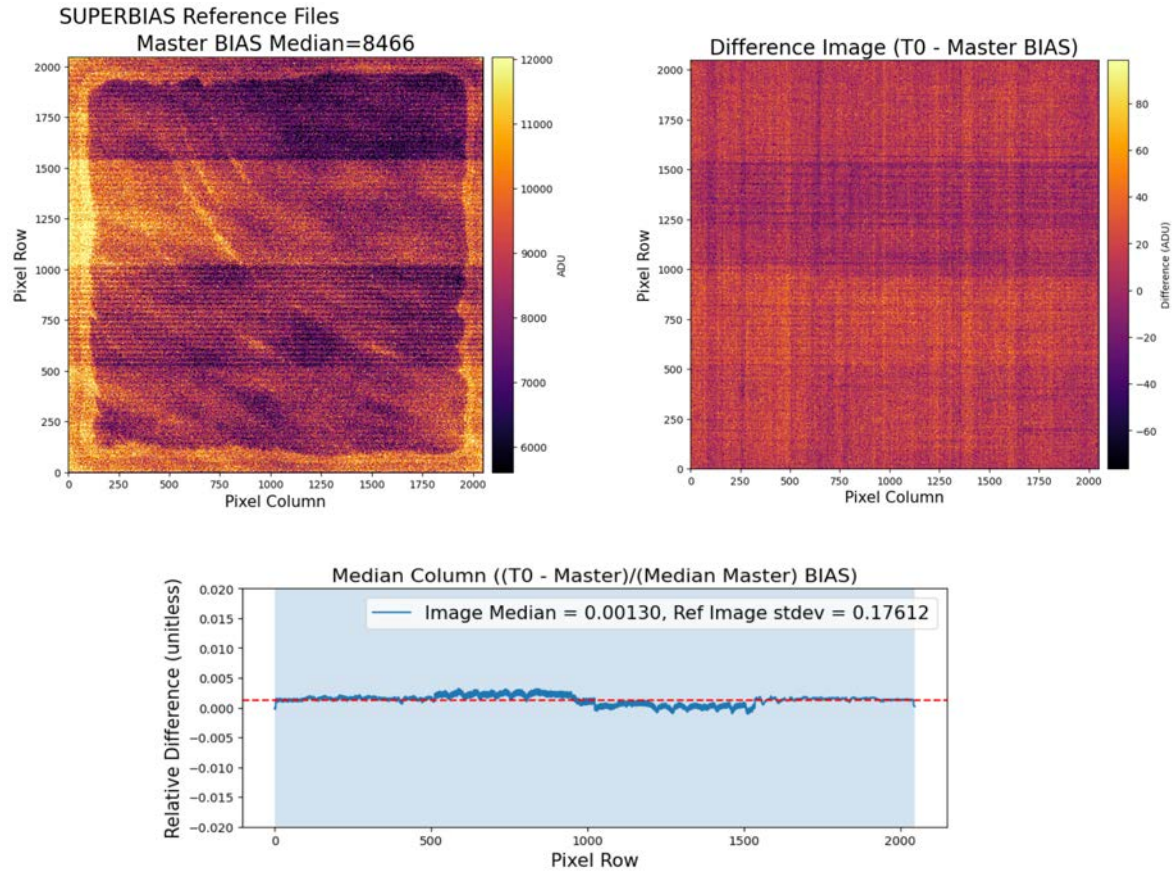 SUPERBIAS Reference Files
Master BIAS Median=8466
2000
1750
1500
1250
1000
750
500
250
0
Pixel Row
0 250 500 750 1000 1250 1500 1750 2000
Pixel Column
12000
11000
10000
9000
8000
7000
6000
ADU
Difference Image (T0 - Master BIAS)
2000
1750
1500
1250
1000
750
500
250
0
Pixel Row
0 250 500 750 1000 1250 1500 1750 2000
Pixel Column
80
60
40
20
0
−20
−40
−60
Difference (ADU)
Median Column ((T0 - Master)/(Median Master) BIAS)
Image Median = 0.00130, Ref Image stdev = 0.17612
0.020
0.015
0.010
0.005
0.000
−0.005
−0.010
−0.015
−0.020
Relative Difference (unitless)
0 500 1000 1500 2000
Pixel Row